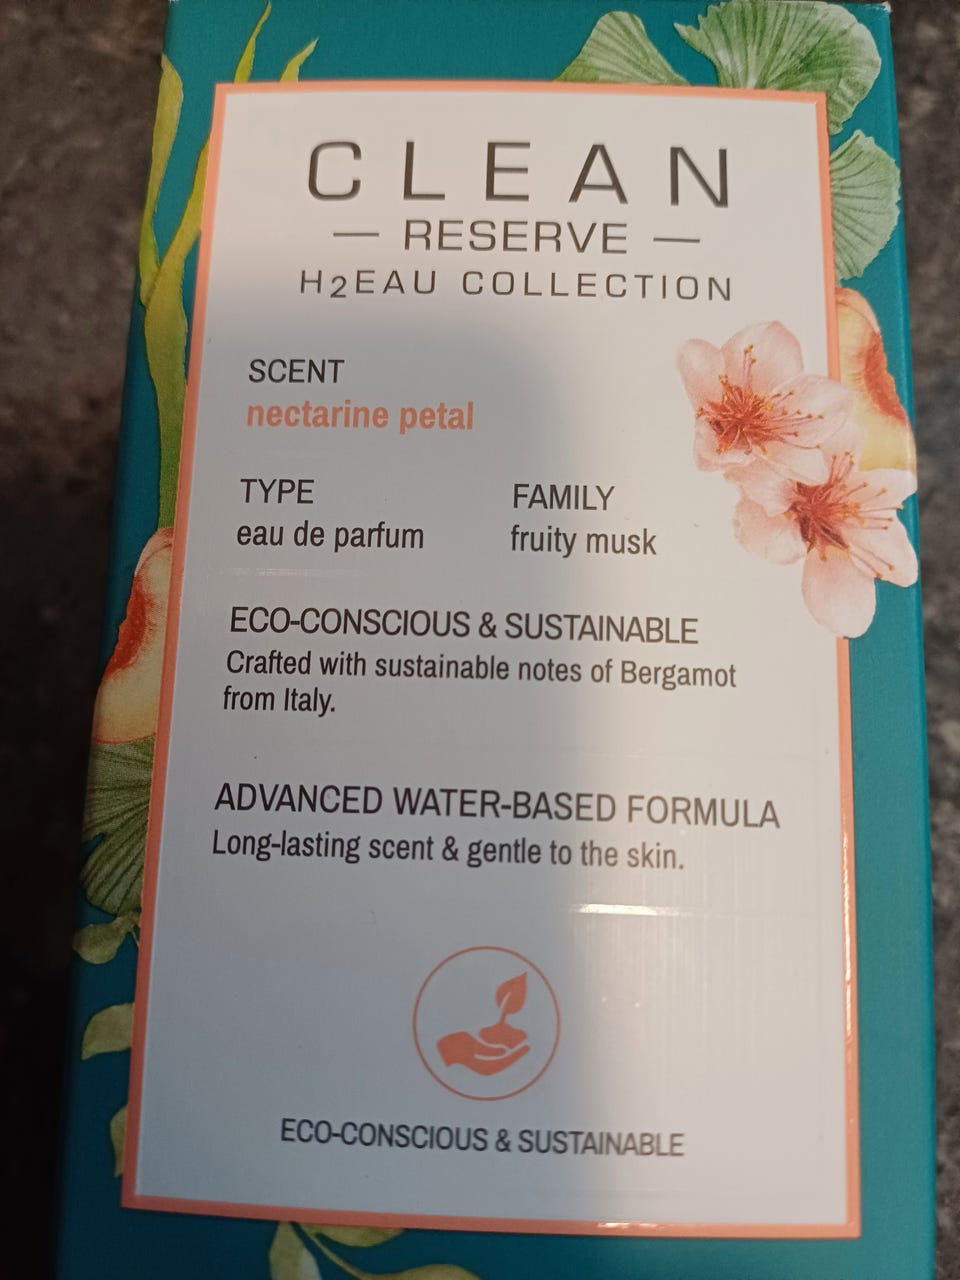 CLEAN
— RESERVE —
H2EAU COLLECTION
SCENT
nectarine petal
TYPE
eau de parfum
FAMILY
fruity musk
ECO-CONSCIOUS & SUSTAINABLE
Crafted with sustainable notes of Bergamot
from Italy.
ADVANCED WATER-BASED FORMULA
Long-lasting scent & gentle to the skin.
ECO-CONSCIOUS & SUSTAINABLE